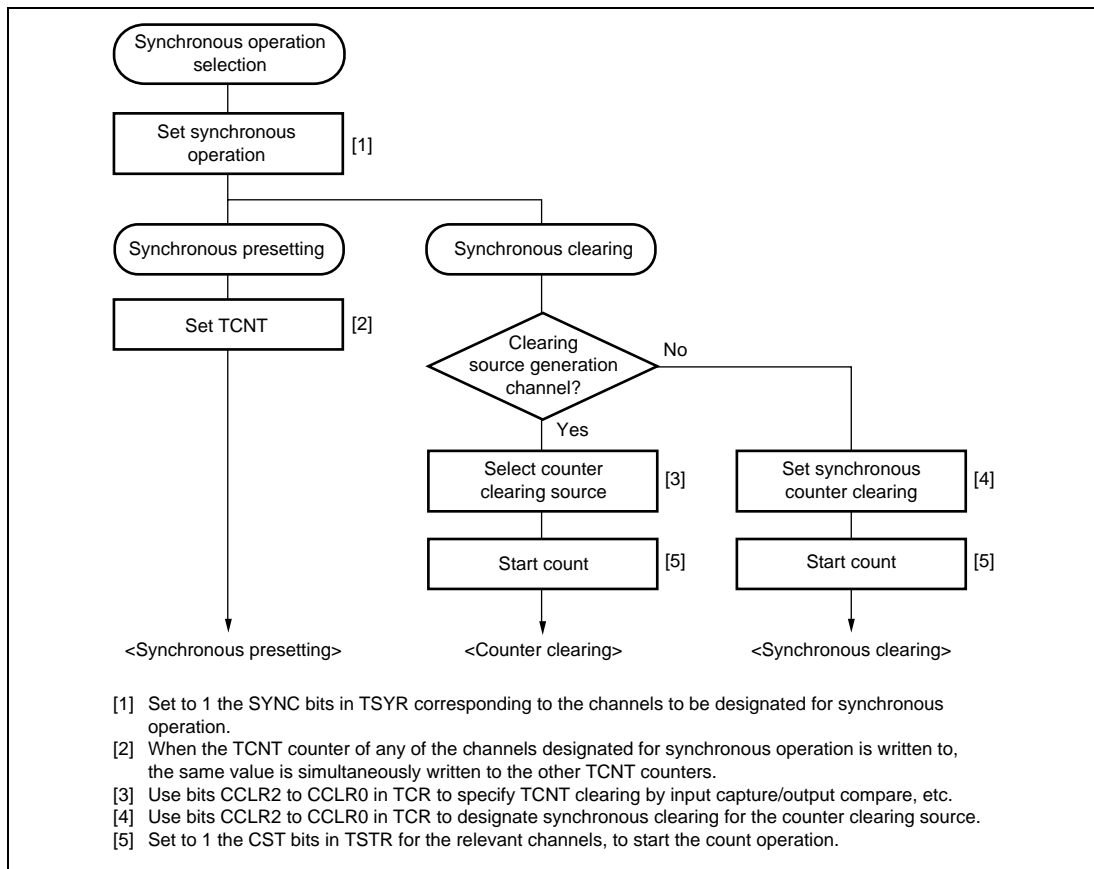 Synchronous operation
selection
Set synchronous
operation
[1]
Synchronous presetting
Synchronous clearing
Set TCNT
[2]
Clearing
source generation
channel?
No
Yes
Select counter
clearing source
[3]
Set synchronous
counter clearing
[4]
Start count
[5]
Start count
[5]
<Synchronous presetting>
<Counter clearing>
<Synchronous clearing>
[1] Set to 1 the SYNC bits in TSYR corresponding to the channels to be designated for synchronous
operation.
[2] When the TCNT counter of any of the channels designated for synchronous operation is written to,
the same value is simultaneously written to the other TCNT counters.
[3] Use bits CCLR2 to CCLR0 in TCR to specify TCNT clearing by input capture/output compare, etc.
[4] Use bits CCLR2 to CCLR0 in TCR to designate synchronous clearing for the counter clearing source.
[5] Set to 1 the CST bits in TSTR for the relevant channels, to start the count operation.